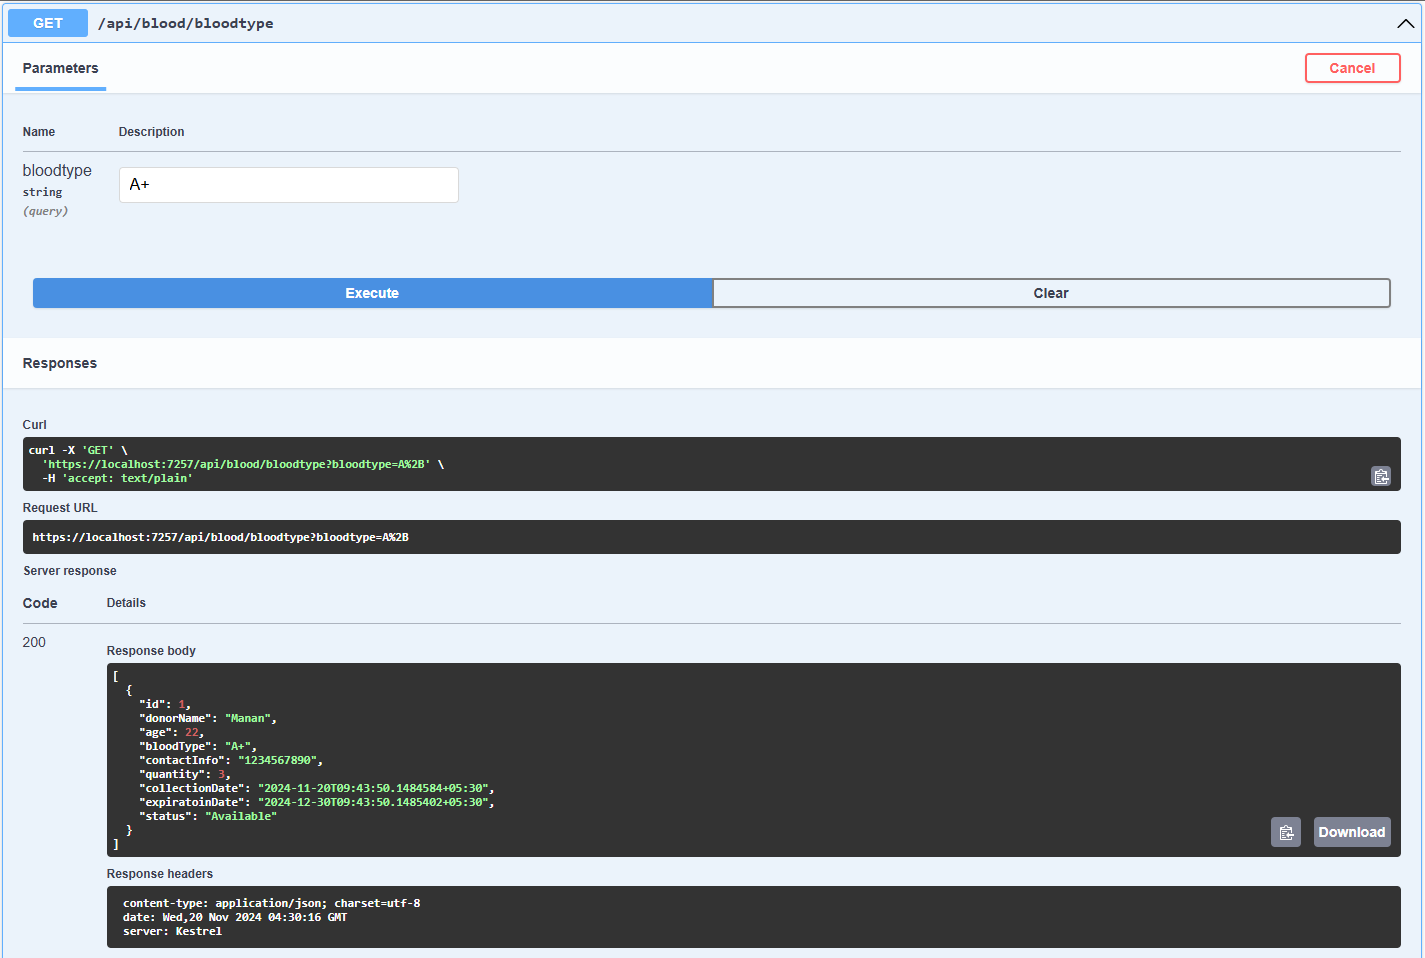 GET /api/blood/bloodtype
Parameters
Cancel
Name Description
bloodtype
string
(query)
A+
Execute Clear
Responses
Curl
curl -X 'GET' \
'https://localhost:7257/api/blood/bloodtype?bloodtype=A%2B' \
-H 'accept: text/plain'
Request URL
https://localhost:7257/api/blood/bloodtype?bloodtype=A%2B
Server response
Code Details
200
Response body
[
{
"id": 1,
"donorName": "Manan",
"age": 22,
"bloodType": "A+",
"contactInfo": "1234567890",
"quantity": 3,
"collectionDate": "2024-11-20T09:43:50.1484584+05:30",
"expiratoinDate": "2024-12-30T09:43:50.1485402+05:30",
"status": "Available"
}
]
Download
Response headers
content-type: application/json; charset=utf-8
date: Wed,20 Nov 2024 04:30:16 GMT
server: Kestrel